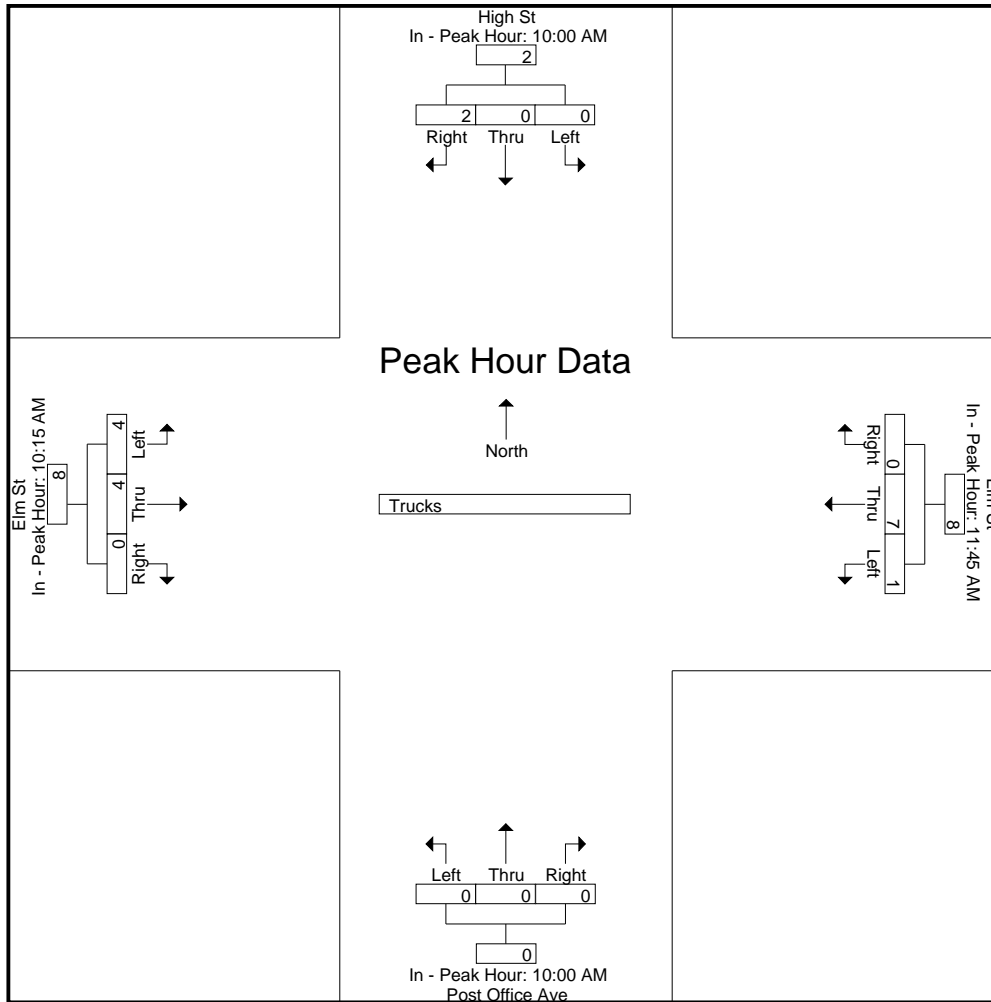 High St
In - Peak Hour: 10:00 AM
2
2 0 0
Right Thru Left
Peak Hour Data
North
Trucks
Elm St
In - Peak Hour: 10:15 AM
8
4 4 0
Left Thru Right
Elm St
In - Peak Hour: 11:45 AM
8
0 7 1
Right Thru Left
Left Thru Right
0 0 0
0
In - Peak Hour: 10:00 AM
Post Office Ave